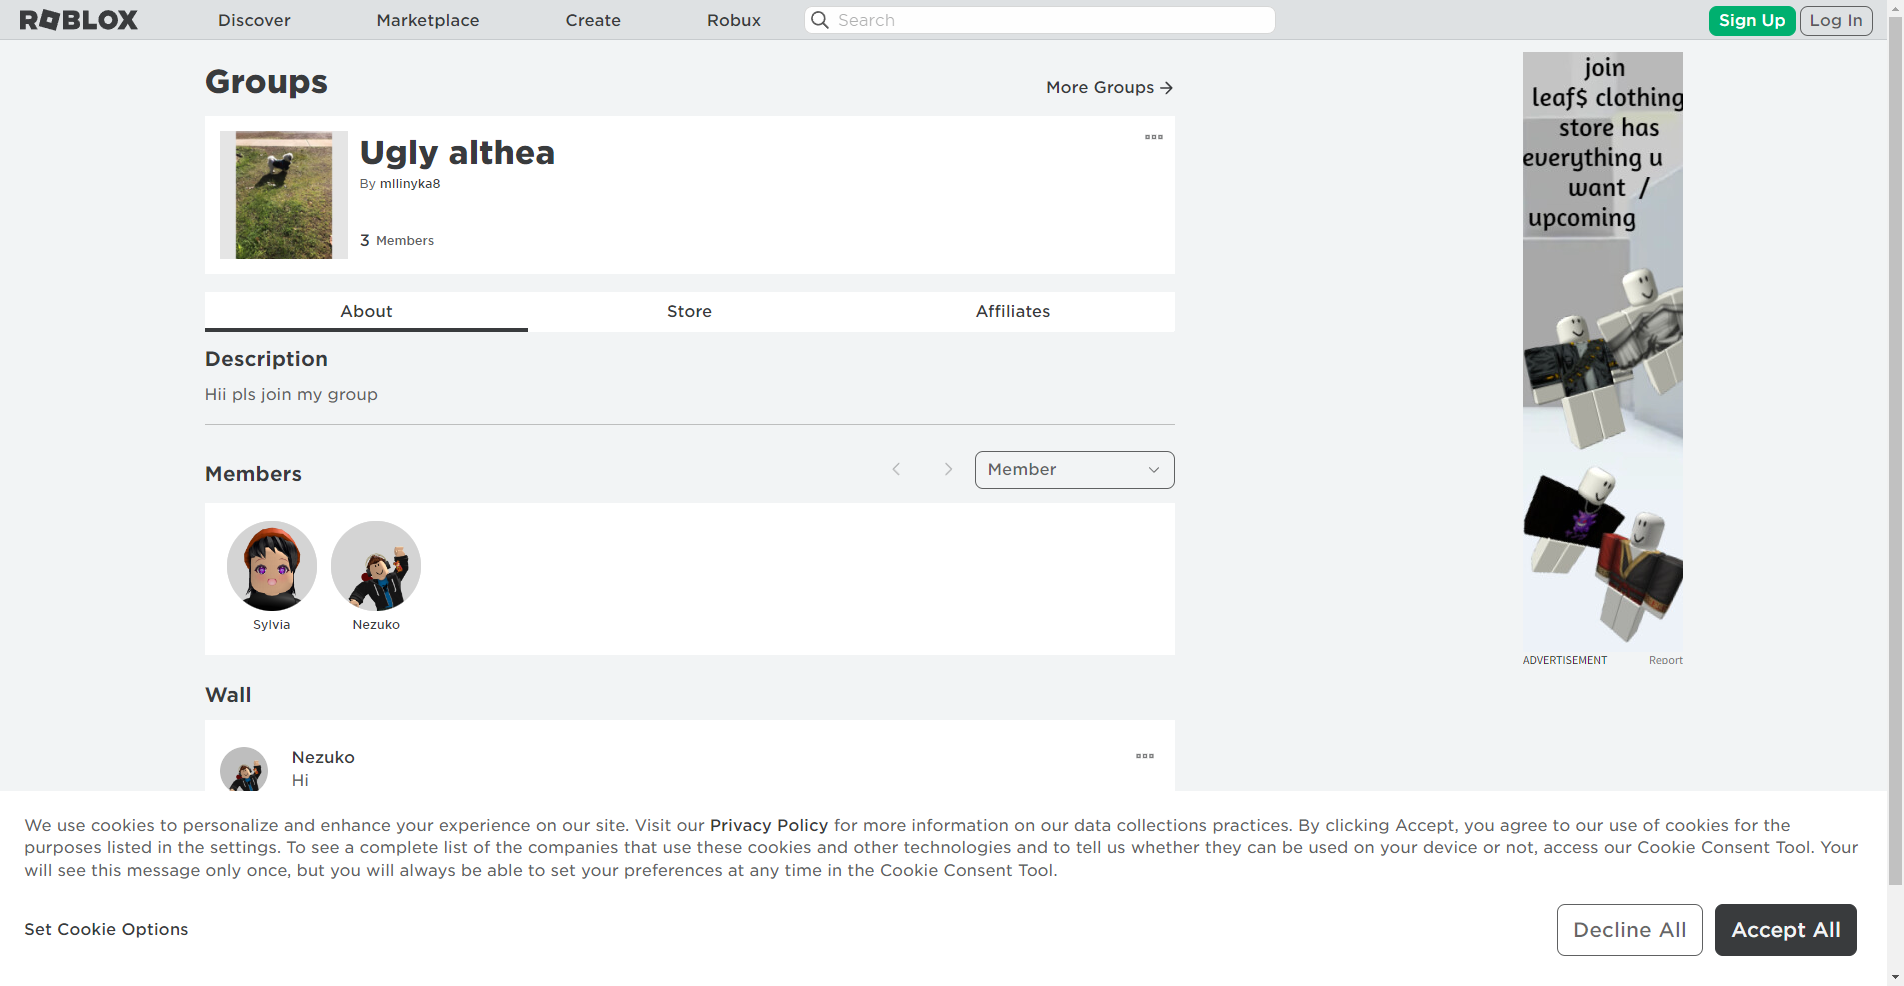 ROBLOX Discover Marketplace Create Robux Search Sign Up Log In
Groups
More Groups
Ugly althea
By mllinyka8
3 Members
About Store Affiliates
Description
Hii pls join my group
Members
Member
Sylvia Nezuko
Wall
Nezuko
Hi
join
leaf$ clothing
store has
everything u
want /
upcoming
ADVERTISEMENT Report
We use cookies to personalize and enhance your experience on our site. Visit our Privacy Policy for more information on our data collections practices. By clicking Accept, you agree to our use of cookies for the
purposes listed in the settings. To see a complete list of the companies that use these cookies and other technologies and to tell us whether they can be used on your device or not, access our Cookie Consent Tool. Your
will see this message only once, but you will always be able to set your preferences at any time in the Cookie Consent Tool.
Set Cookie Options
Decline All Accept All